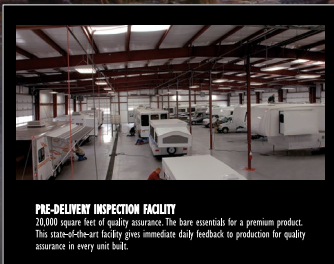 PRE-DELIVERY INSPECTION FACILITY
20,000 square feet of quality assurance. The bare essentials for a premium product.
This state-of-the-art facility gives immediate daily feedback to production for quality
assurance in every unit built.